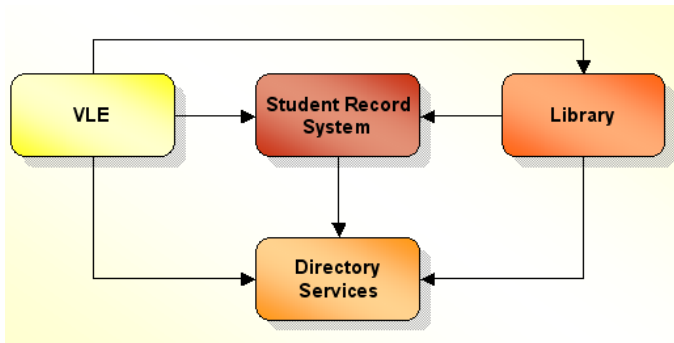 VLE
Student Record
System
Library
Directory
Services